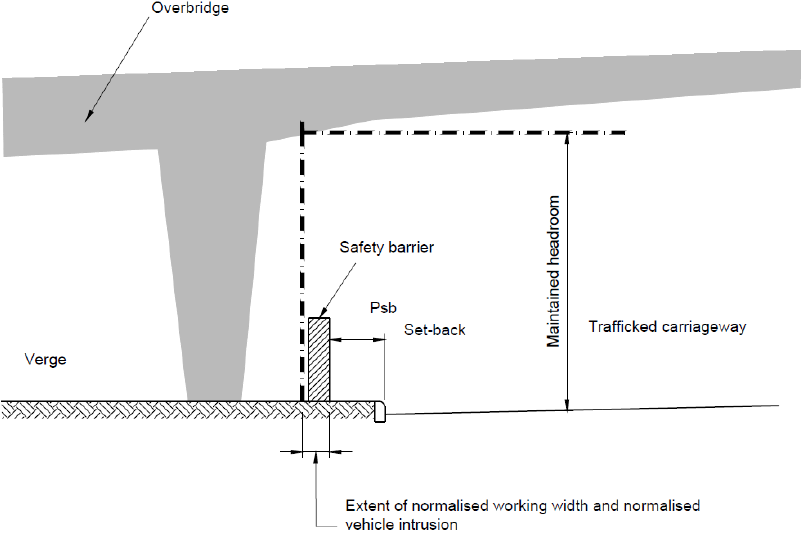 Overbridge
Safety barrier
Psb
Set-back
Maintained headroom
Trafficked carriageway
Verge
Extent of normalised working width and normalised
vehicle intrusion